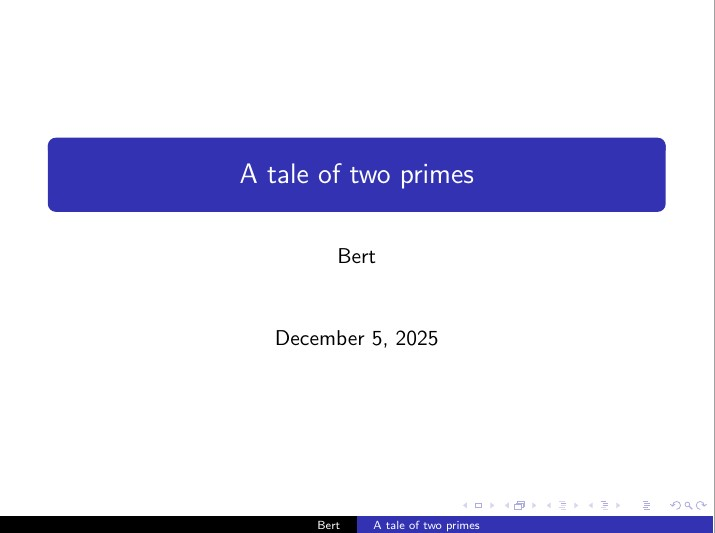 A tale of two primes
Bert
December 5, 2025
Bert A tale of two primes